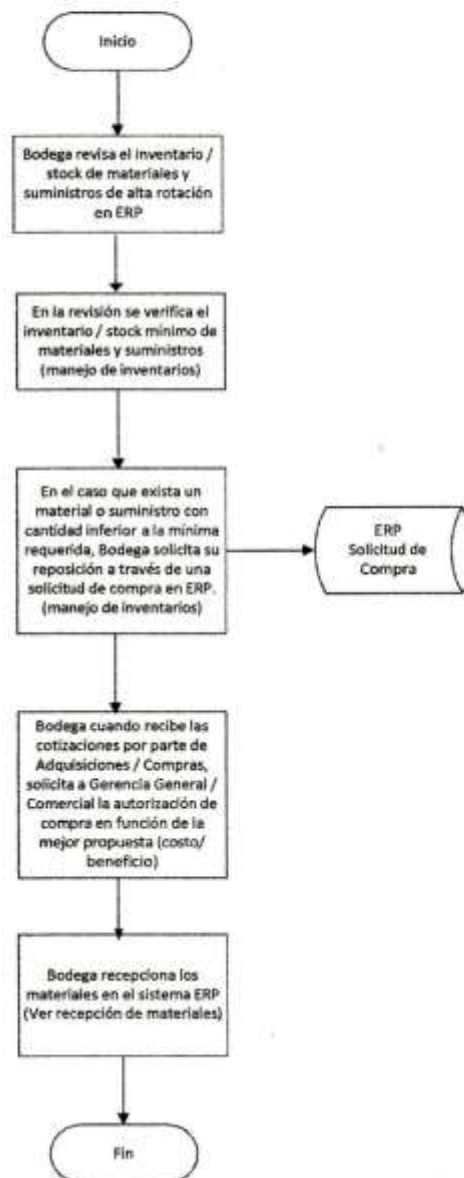 Inicio
Bodega revisa el inventario /
stock de materiales y
suministros de alta rotación
en ERP
En la revisión se verifica el
inventario / stock mínimo de
materiales y suministros
(manejo de inventarios)
En el caso que exista un
material o suministro con
cantidad inferior a la mínima
requerida, Bodega solicita su
reposición a través de una
solicitud de compra en ERP.
(manejo de inventarios)
ERP
Solicitud de
Compra
Bodega cuando recibe las
cotizaciones por parte de
Adquisiciones / Compras,
solicita a Gerencia General /
Comercial la autorización de
compra en función de la
mejor propuesta (costo/
beneficio)
Bodega recepciona los
materiales en el sistema ERP
(Ver recepción de materiales)
Fin